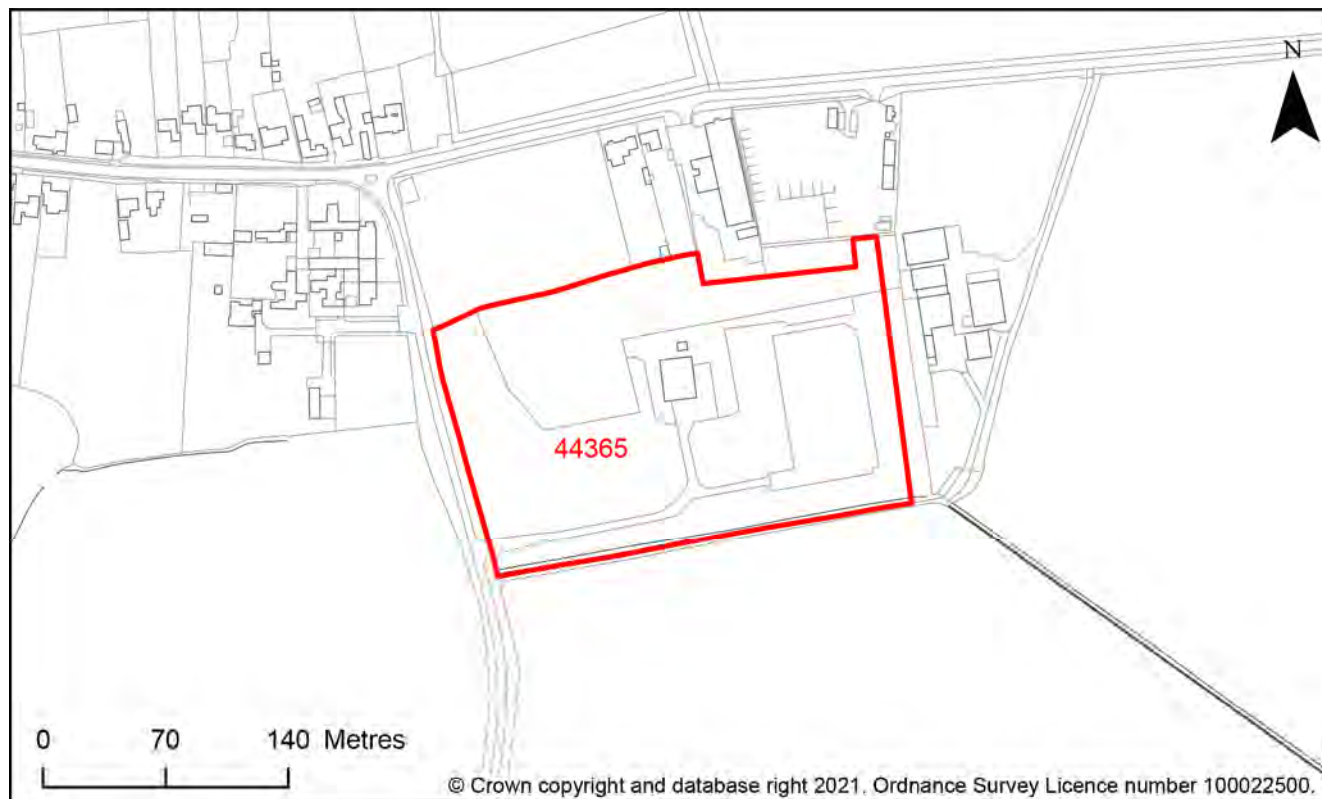 N
44365
0 70 140 Metres
© Crown copyright and database right 2021. Ordnance Survey Licence number 100022500.